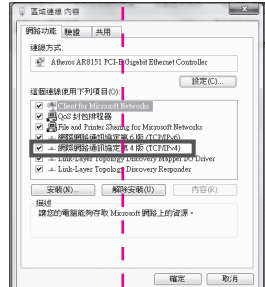 區域連線 內容
網路功能 驗證 共用
連線方式:
Atheros AR8151 PCI-E Gigabit Ethernet Controller
設定(C)...
這個連線使用下列項目(O):
Client for Microsoft Networks
QoS 封包排程器
File and Printer Sharing for Microsoft Networks
網際網路通訊協定第 6 版 (TCP/IPv6)
網際網路通訊協定第 4 版 (TCP/IPv4)
Link-Layer Topology Discovery Mapper I/O Driver
Link-Layer Topology Discovery Responder
安裝(N)... 解除安裝(U) 內容(R)
描述
讓您的電腦能夠存取 Microsoft 網路上的資源。
確定 取消